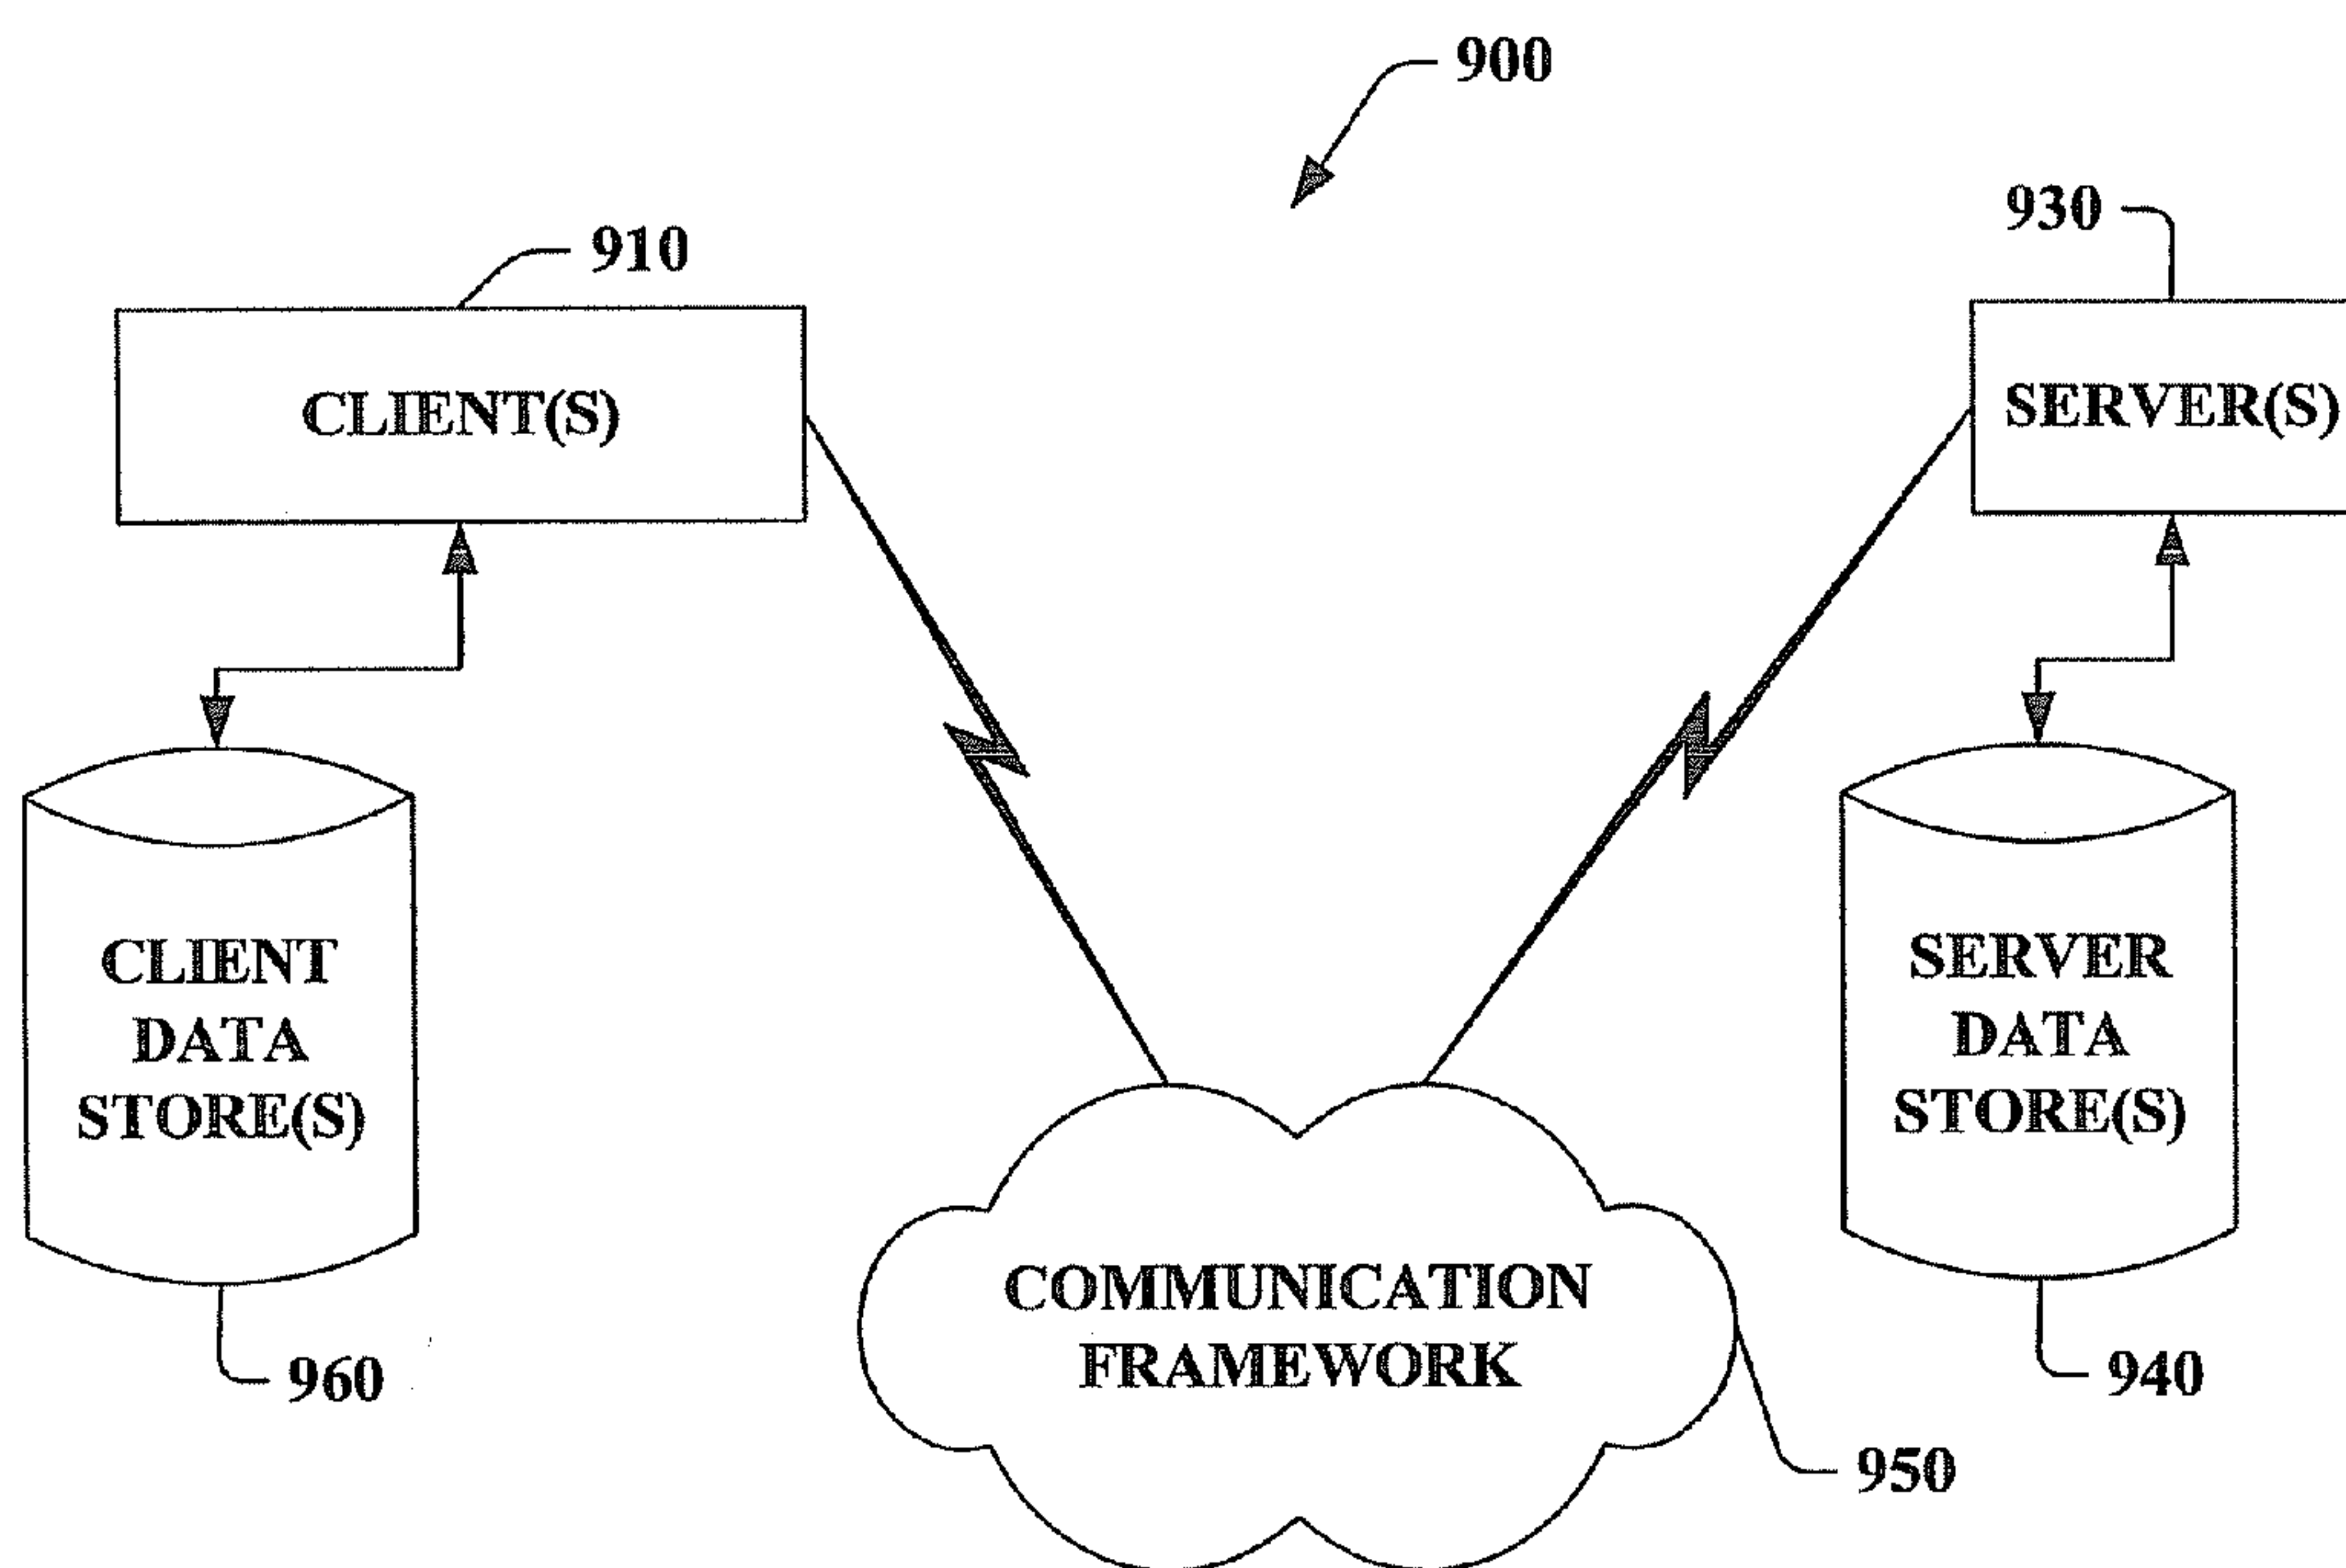 900
910
930
CLIENT(S)
SERVER(S)
CLIENT
DATA
STORE(S)
SERVER
DATA
STORE(S)
COMMUNICATION
FRAMEWORK
960
940
950